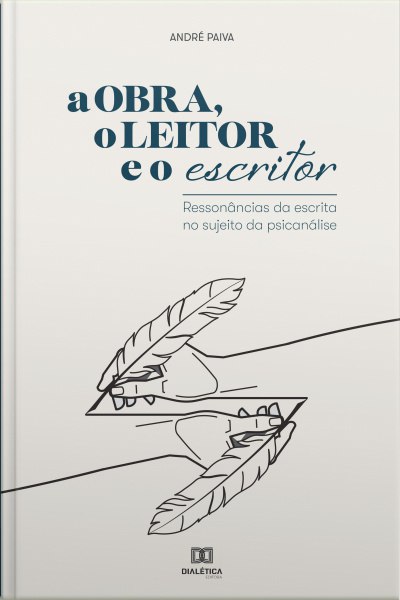 ANDRÉ PAIVA
a OBRA,
o LEITOR
e o escritor
Ressonâncias da escrita
no sujeito da psicanálise
DIALÉTICA
EDITORA